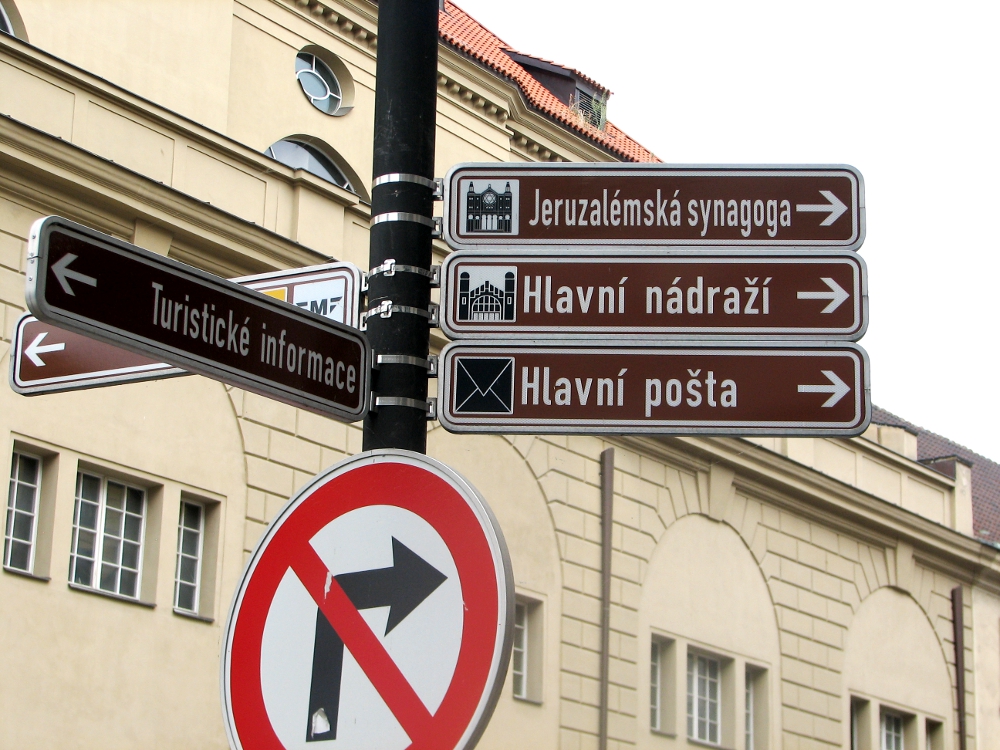 Jeruzalémská synagoga
Hlavní nádraží
Hlavní pošta
Turistické informace